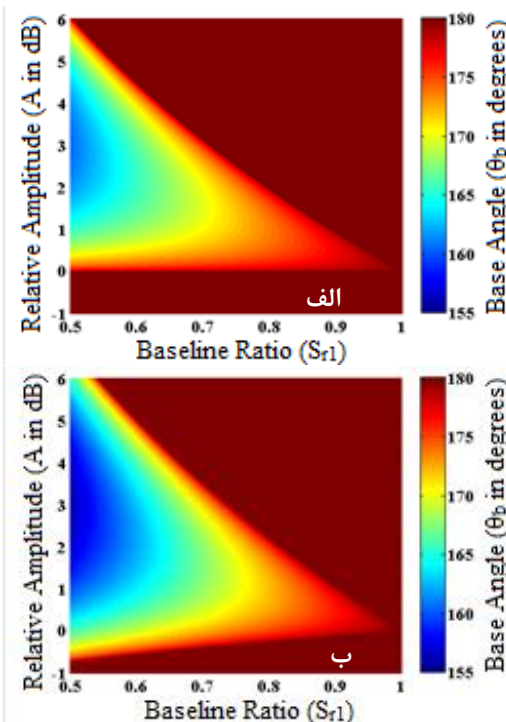 Relative Amplitude (A in dB)
6
5
4
3
2
1
0
-1
0.5 0.6 0.7 0.8 0.9 1
Baseline Ratio (Sr1)
الف
180
175
170
165
160
155
Base Angle (θb in degrees)
Relative Amplitude (A in dB)
6
5
4
3
2
1
0
-1
0.5 0.6 0.7 0.8 0.9 1
Baseline Ratio (Sr1)
ب
180
175
170
165
160
155
Base Angle (θb in degrees)